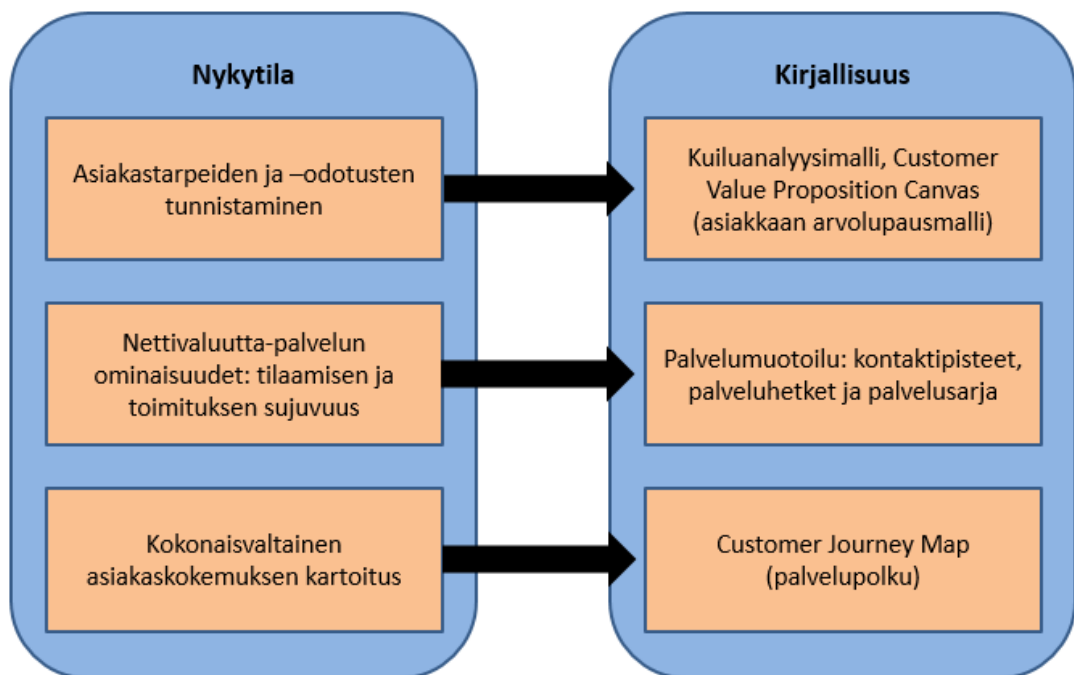 Nykytila
Asiakastarpeiden ja –odotusten
tunnistaminen
Nettivaluutta-palvelun
ominaisuudet: tilaamisen ja
toimituksen sujuvuus
Kokonaisvaltainen
asiakaskokemuksen kartoitus
Kirjallisuus
Kuiluanalyysimalli, Customer
Value Proposition Canvas
(asiakkaan arvolupausmalli)
Palvelumuotoilu: kontaktipisteet,
palveluhetket ja palvelusarja
Customer Journey Map
(palvelupolku)